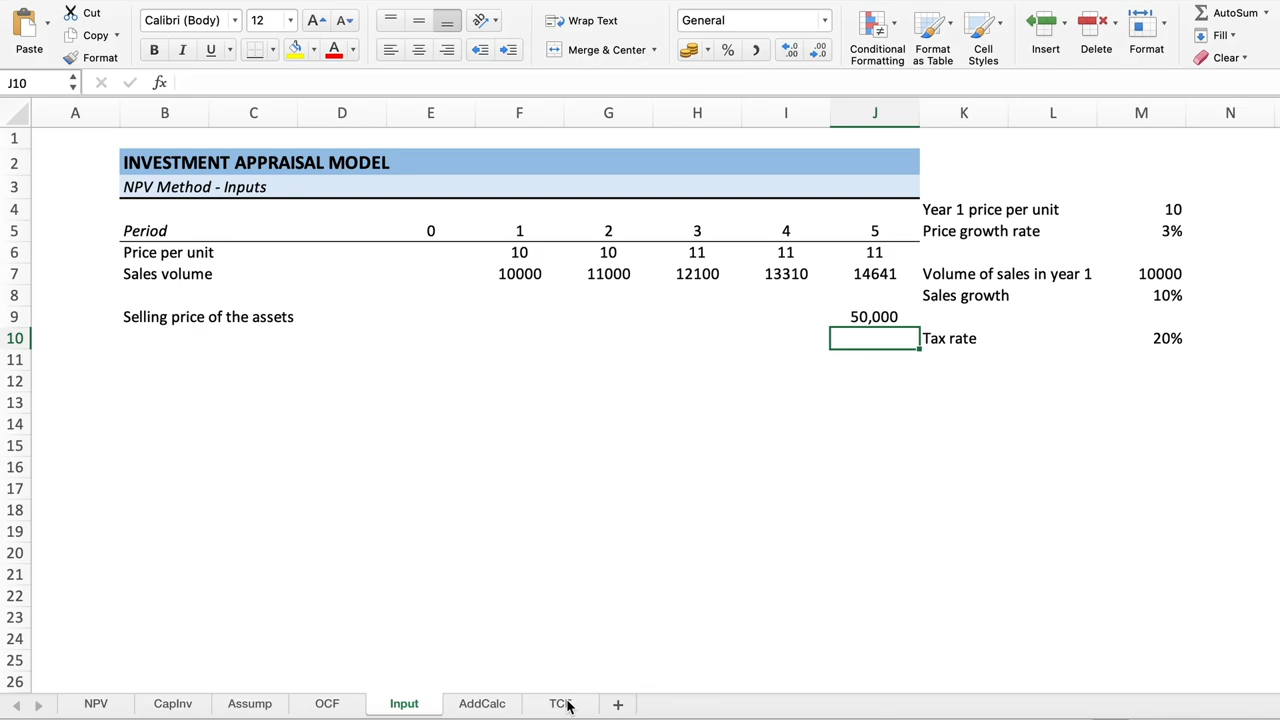 Paste
Cut
Copy
Format
Calibri (Body)
12
A
A
B I U
A
Wrap Text
Merge & Center
General
%
Conditional Formatting
Format as Table
Cell Styles
Insert
Delete
Format
AutoSum
Fill
Clear
J10
fx
A B C D E F G H I J K L M N
1
2 INVESTMENT APPRAISAL MODEL
3 NPV Method - Inputs
4 Year 1 price per unit 10
5 Period 0 1 2 3 4 5 Price growth rate 3%
6 Price per unit 10 10 11 11 11
7 Sales volume 10000 11000 12100 13310 14641 Volume of sales in year 1 10000
8 Sales growth 10%
9 Selling price of the assets 50,000
10 Tax rate 20%
11
12
13
14
15
16
17
18
19
20
21
22
23
24
25
26
NPV CapInv Assump OCF Input AddCalc